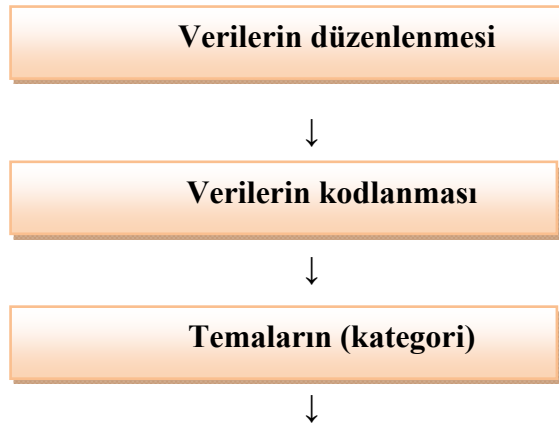 Verilerin düzenlenmesi
↓
Verilerin kodlanması
↓
Temaların (kategori)
↓